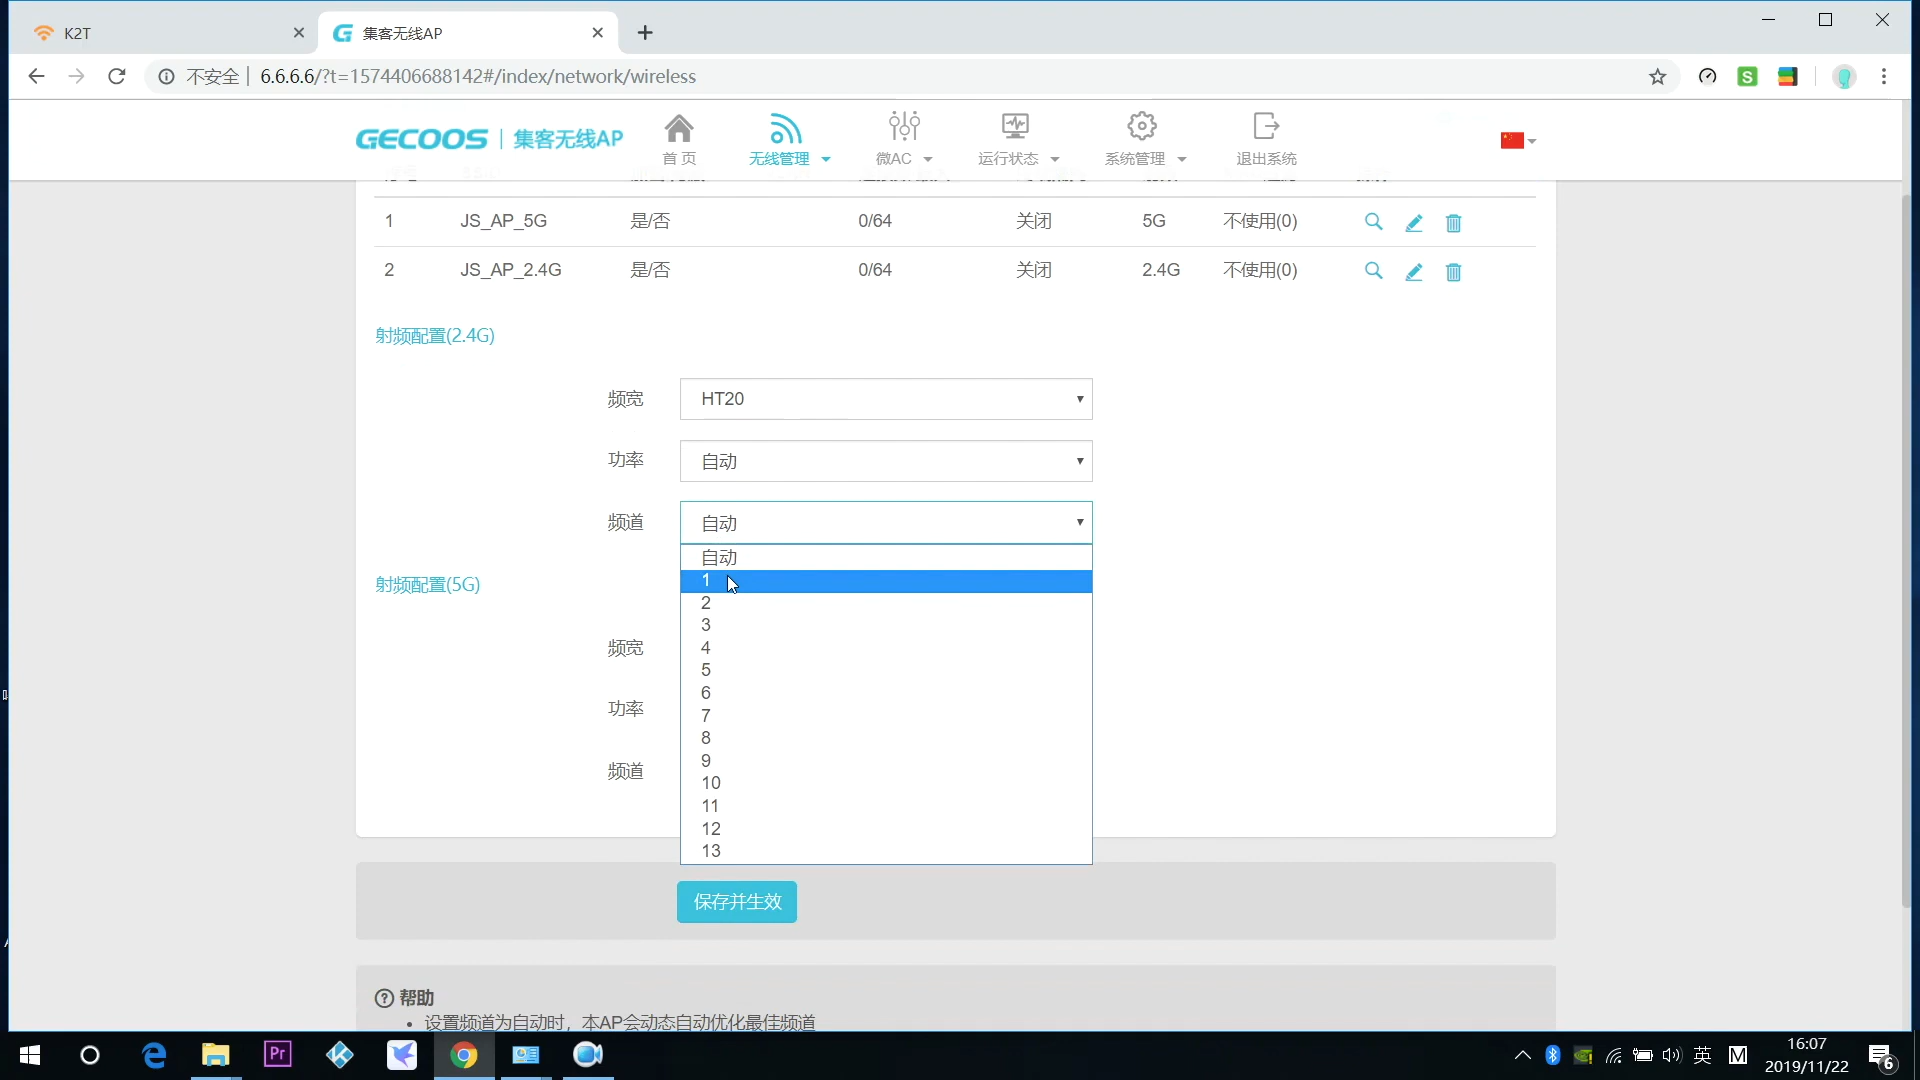 K2T
集客无线AP
不安全
6.6.6.6/?t=1574406688142#/index/network/wireless
GECOOS 集客无线AP
首 页
无线管理
微AC
运行状态
系统管理
退出系统
1 JS_AP_5G 是/否 0/64 关闭 5G 不使用(0)
2 JS_AP_2.4G 是/否 0/64 关闭 2.4G 不使用(0)
射频配置(2.4G)
频宽 HT20
功率 自动
频道 自动
自动
1
2
3
4
5
6
7
8
9
10
11
12
13
射频配置(5G)
频宽
功率
频道
保存并生效
帮助
设置频道为自动时，本AP会动态自动优化最佳频道
英
M
16:07
2019/11/22
6